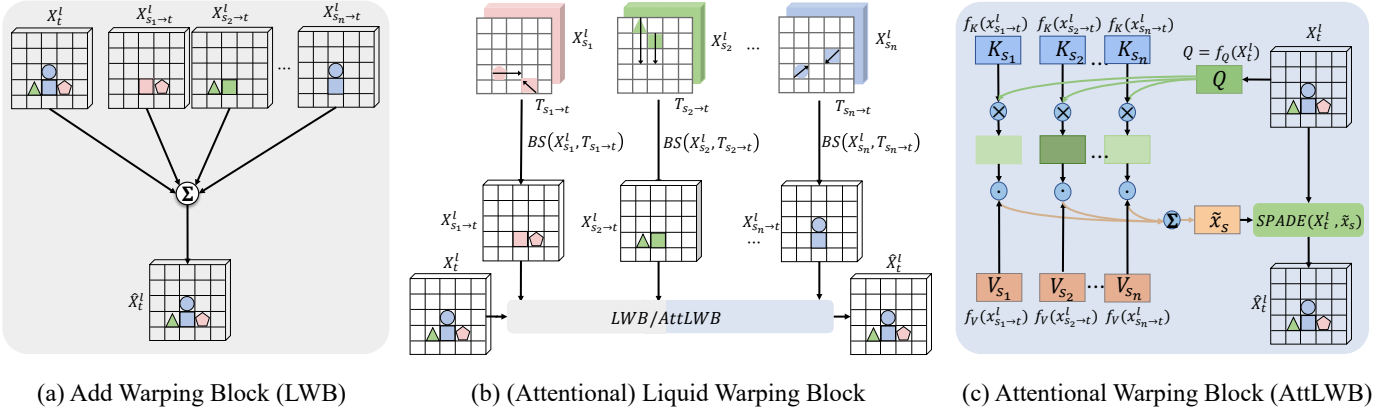 X_t^l X_{s_1→t}^l X_{s_2→t}^l X_{s_n→t}^l
...
Σ
X̂_t^l
(a) Add Warping Block (LWB)
X_{s_1}^l X_{s_2}^l ... X_{s_n}^l
T_{s_1→t} T_{s_2→t} T_{s_n→t}
BS(X_{s_1}^l, T_{s_1→t}) BS(X_{s_2}^l, T_{s_2→t}) BS(X_{s_n}^l, T_{s_n→t})
X_{s_1→t}^l X_{s_2→t}^l X_{s_n→t}^l
...
X_t^l X̂_t^l
LWB/AttLWB
(b) (Attentional) Liquid Warping Block
f_K(x_{s_1→t}^l) f_K(x_{s_2→t}^l) f_K(x_{s_n→t}^l)
K_{s_1} K_{s_2} ... K_{s_n}
Q = f_Q(X_t^l) X_t^l
Q
× × ×
...
· · ·
Σ x̃_s SPADE(X_t^l, x̃_s)
V_{s_1} V_{s_2} ... V_{s_n}
f_V(x_{s_1→t}^l) f_V(x_{s_2→t}^l) f_V(x_{s_n→t}^l)
X̂_t^l
(c) Attentional Warping Block (AttLWB)